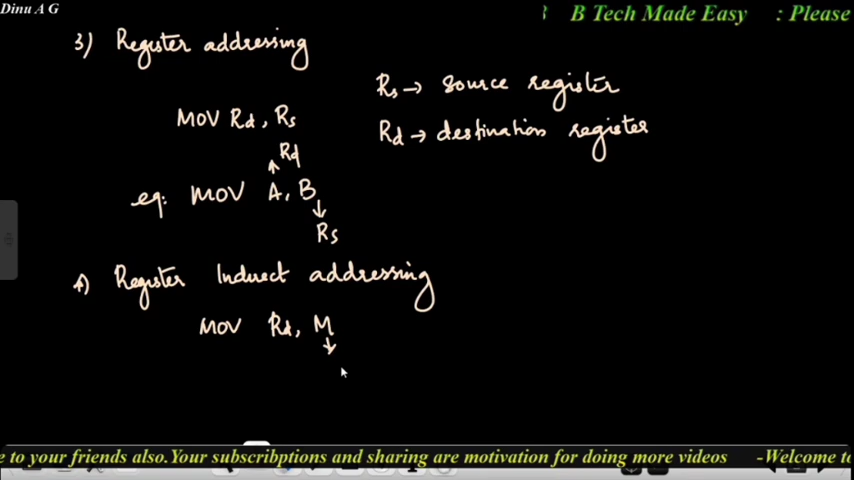 Dinu A G
B Tech Made Easy : Please
3) Register addressing
Rs → source register
MOV Rd, Rs
Rd → destination register
Rd
eg: MOV A, B
Rs
4) Register Indirect addressing
MOV Rd, M
e to your friends also.Your subscribptions and sharing are motivation for doing more videos -Welcome to